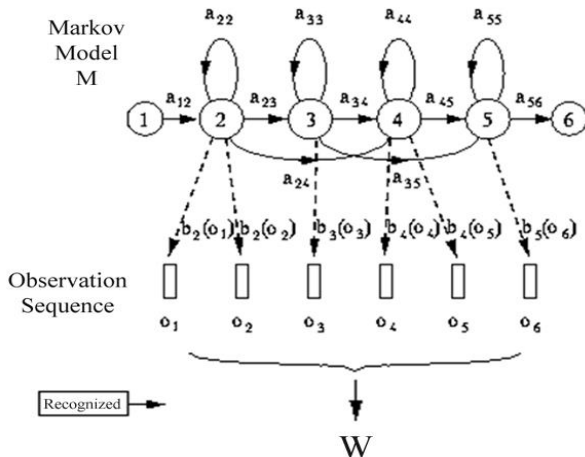 Markov
Model
M
a22 a33 a44 a55
a12 a23 a34 a45 a56
1 2 3 4 5 6
a24 a35
b2(o1) b2(o2) b3(o3) b4(o4) b4(o5) b5(o6)
Observation
Sequence
o1 o2 o3 o4 o5 o6
Recognized
W